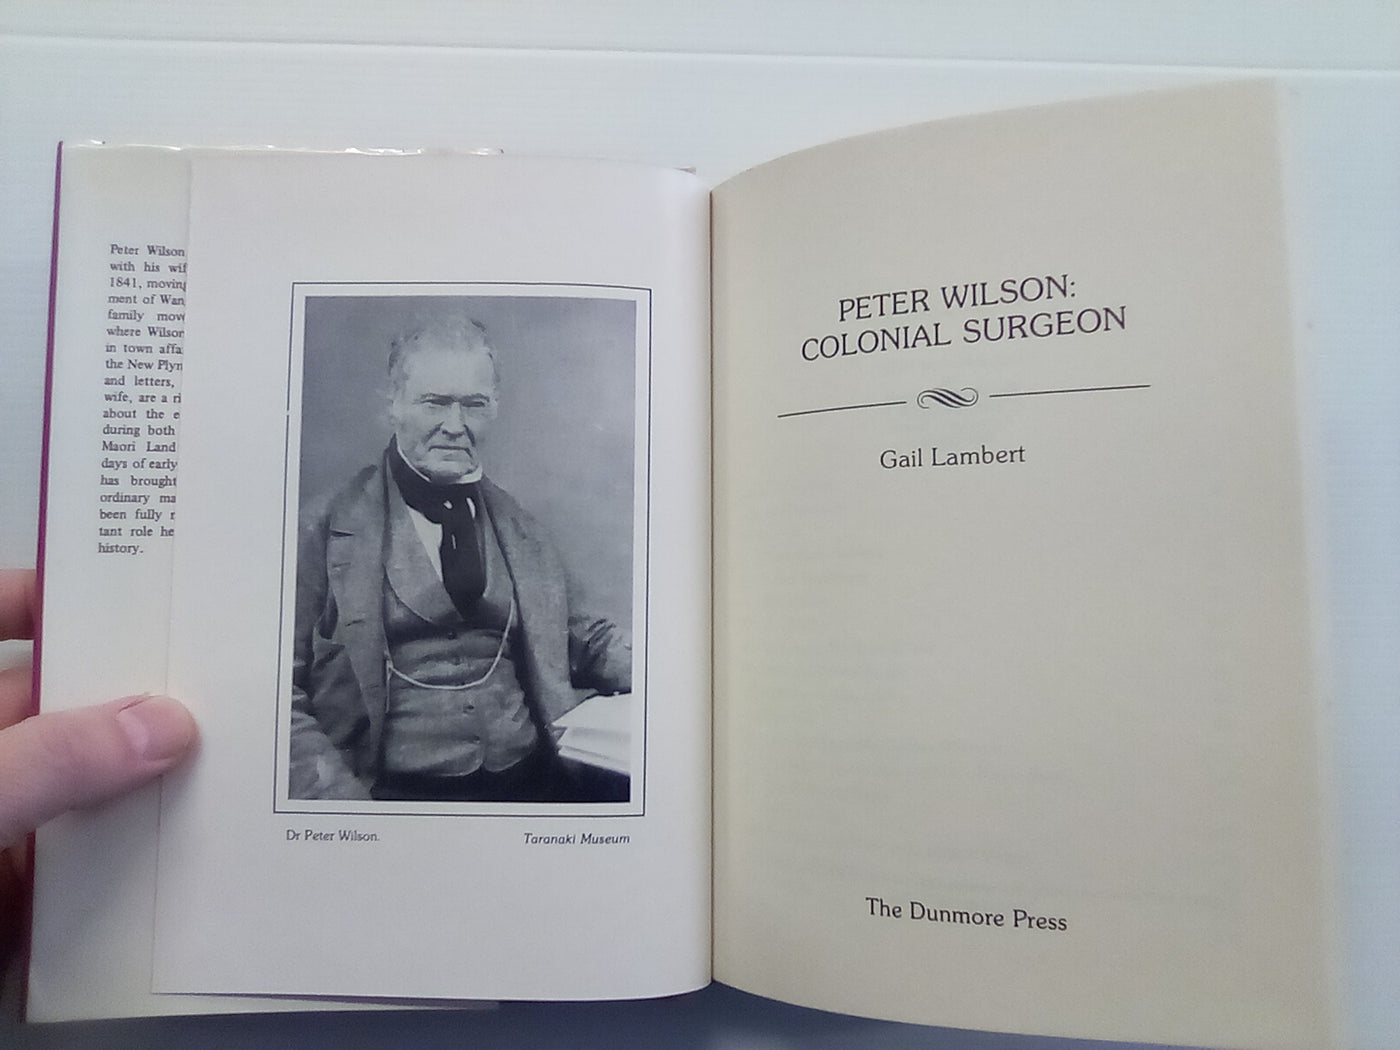 Peter Wilson
with his wif
1841, moving
ment of Wan
family mov
where Wilson
in town affa
the New Plyn
and letters,
wife, are a ri
about the e
during both
Maori Land
days of early
has brought
ordinary ma
been fully r
tant role he
history.
Dr Peter Wilson.
Taranaki Museum
PETER WILSON:
COLONIAL SURGEON
Gail Lambert
The Dunmore Press